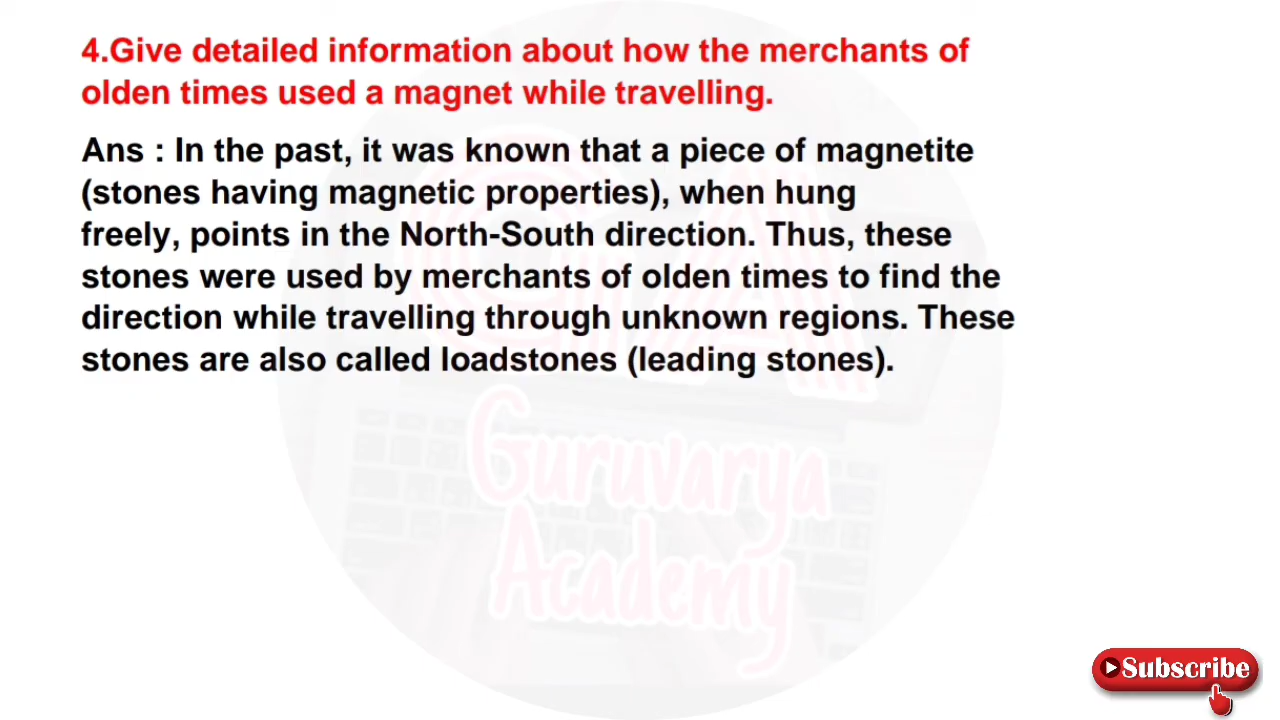 4.Give detailed information about how the merchants of
olden times used a magnet while travelling.
Ans : In the past, it was known that a piece of magnetite
(stones having magnetic properties), when hung
freely, points in the North-South direction. Thus, these
stones were used by merchants of olden times to find the
direction while travelling through unknown regions. These
stones are also called loadstones (leading stones).
GA
Guruvarya
Academy
Subscribe